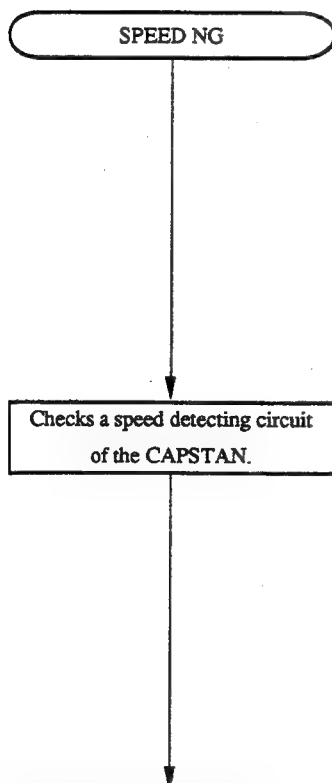 SPEED NG
Checks a speed detecting circuit
of the CAPSTAN.